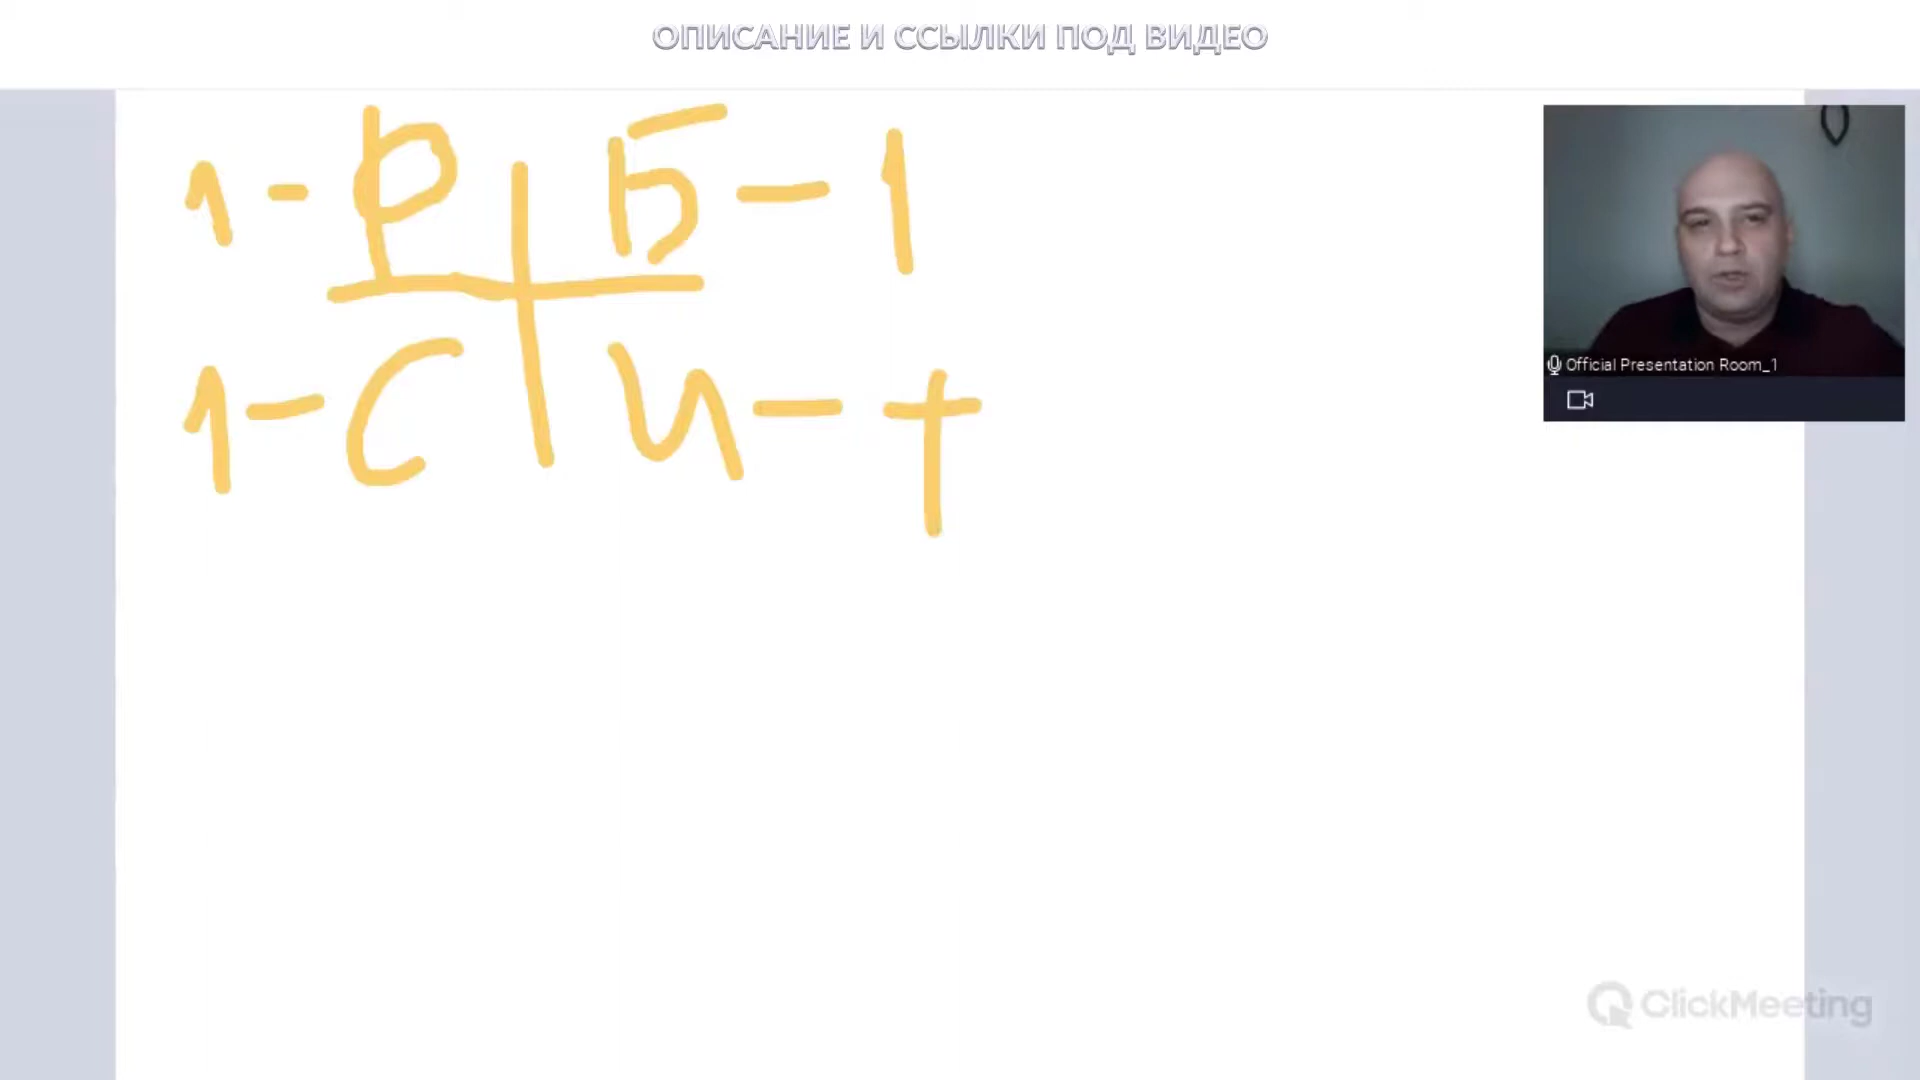 ОПИСАНИЕ И ССЫЛКИ ПОД ВИДЕО
1 - Р Б - 1
1 - С И - +
Official Presentation Room_1
ClickMeeting